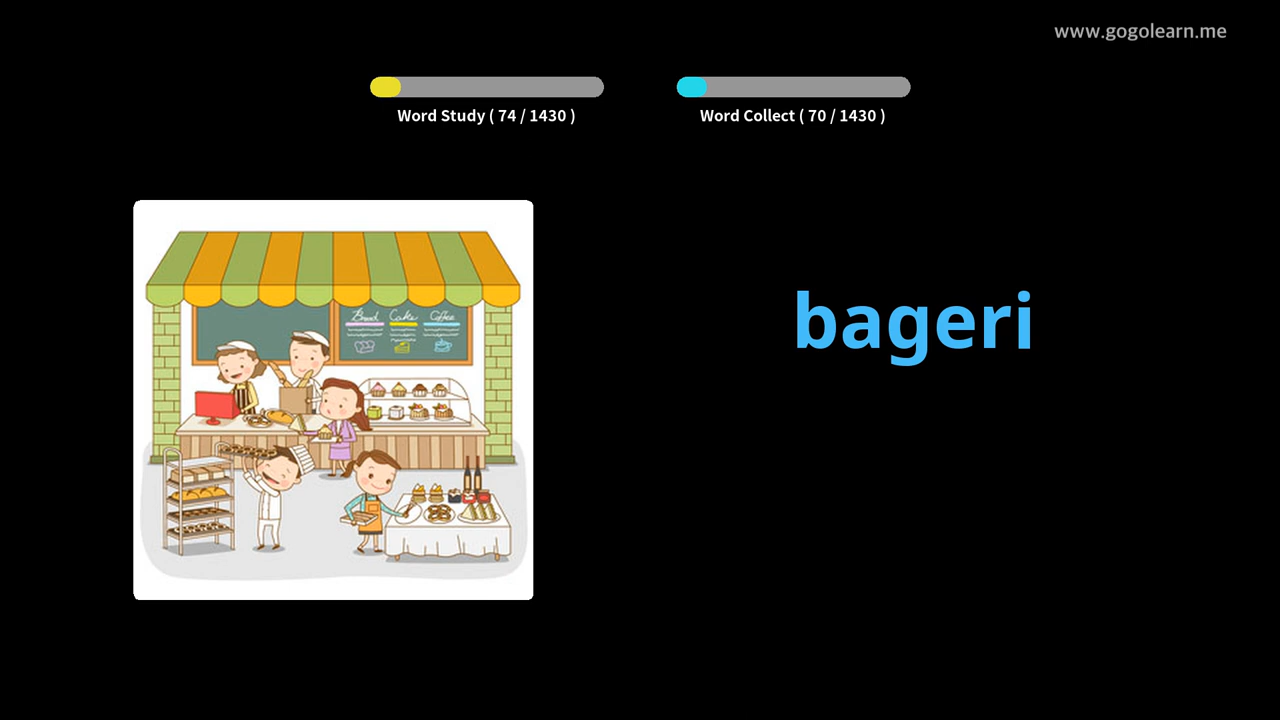 www.gogolearn.me
Word Study ( 74 / 1430 )
Word Collect ( 70 / 1430 )
Bread Cake Coffee
bageri